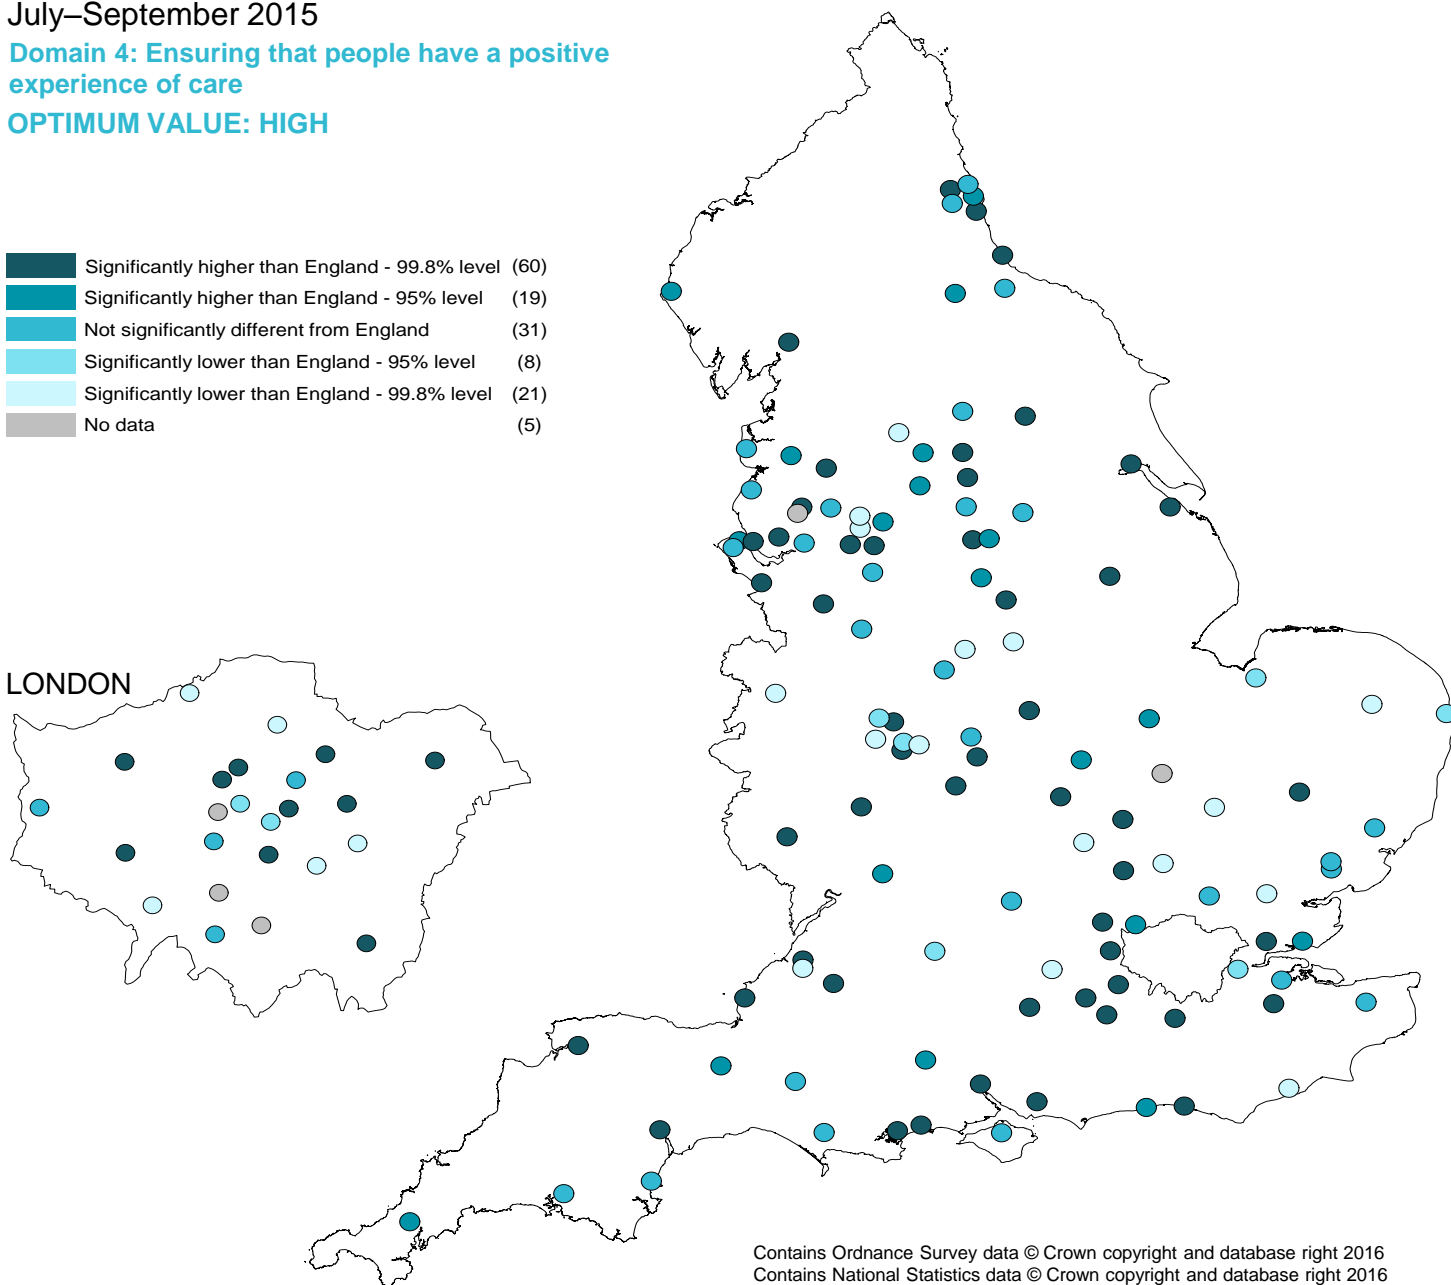 July–September 2015
Domain 4: Ensuring that people have a positive
experience of care
OPTIMUM VALUE: HIGH
Significantly higher than England - 99.8% level (60)
Significantly higher than England - 95% level (19)
Not significantly different from England (31)
Significantly lower than England - 95% level (8)
Significantly lower than England - 99.8% level (21)
No data (5)
LONDON
Contains Ordnance Survey data © Crown copyright and database right 2016
Contains National Statistics data © Crown copyright and database right 2016